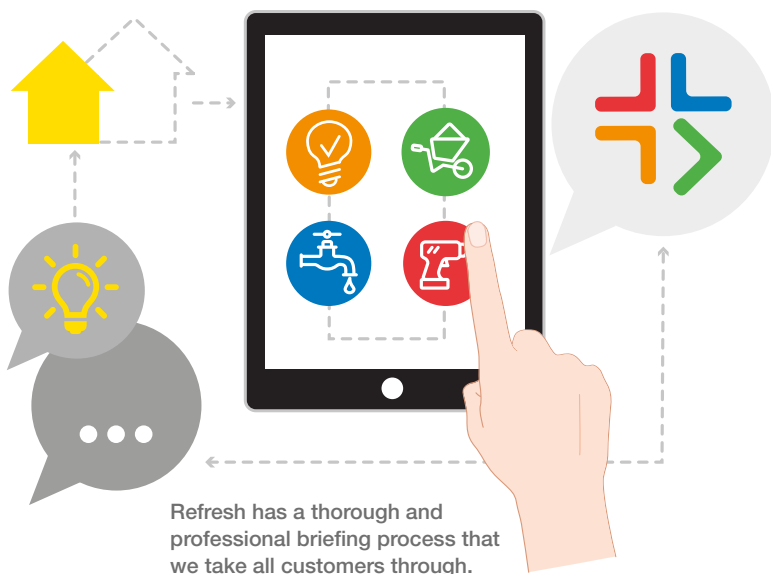 Refresh has a thorough and
professional briefing process that
we take all customers through.